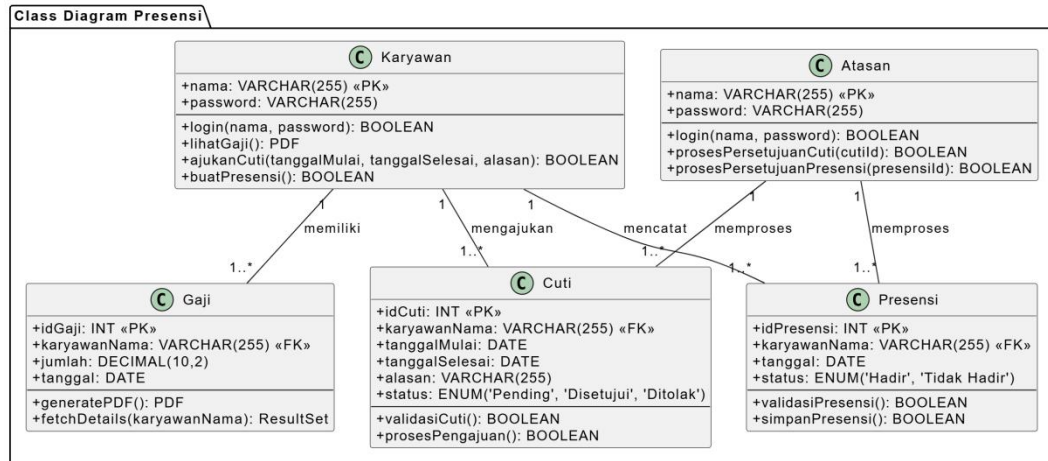 Class Diagram Presensi
C Karyawan
+nama: VARCHAR(255) «PK»
+password: VARCHAR(255)
+login(nama, password): BOOLEAN
+lihatGaji(): PDF
+ajukanCuti(tanggalMulai, tanggalSelesai, alasan): BOOLEAN
+buatPresensi(): BOOLEAN
C Atasan
+nama: VARCHAR(255) «PK»
+password: VARCHAR(255)
+login(nama, password): BOOLEAN
+prosesPersetujuanCuti(cutiId): BOOLEAN
+prosesPersetujuanPresensi(presensiId): BOOLEAN
1 1 1 1 1
memiliki mengajukan mencatat memproses memproses
1..* 1..* 1..* 1..* 1..*
C Gaji
+idGaji: INT «PK»
+karyawanNama: VARCHAR(255) «FK»
+jumlah: DECIMAL(10,2)
+tanggal: DATE
+generatePDF(): PDF
+fetchDetails(karyawanNama): ResultSet
C Cuti
+idCuti: INT «PK»
+karyawanNama: VARCHAR(255) «FK»
+tanggalMulai: DATE
+tanggalSelesai: DATE
+alasan: VARCHAR(255)
+status: ENUM('Pending', 'Disetujui', 'Ditolak')
+validasiCuti(): BOOLEAN
+prosesPengajuan(): BOOLEAN
C Presensi
+idPresensi: INT «PK»
+karyawanNama: VARCHAR(255) «FK»
+tanggal: DATE
+status: ENUM('Hadir', 'Tidak Hadir')
+validasiPresensi(): BOOLEAN
+simpanPresensi(): BOOLEAN